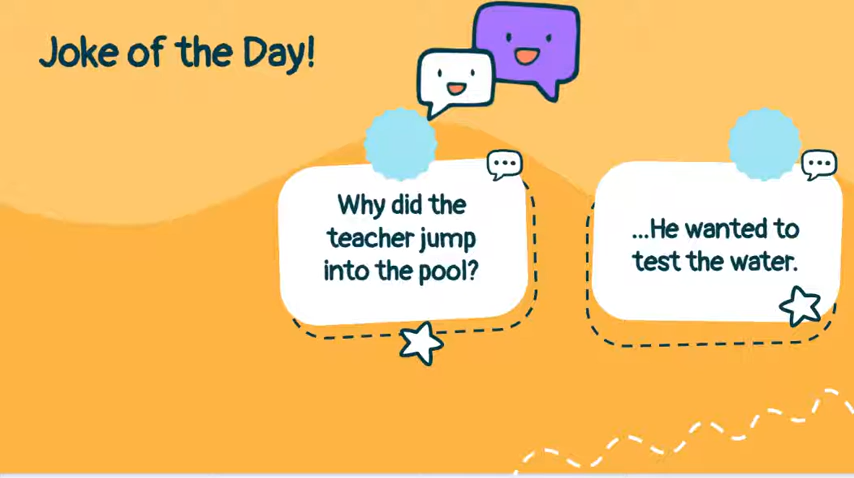 Joke of the Day!
Why did the
teacher jump
into the pool?
...He wanted to
test the water.